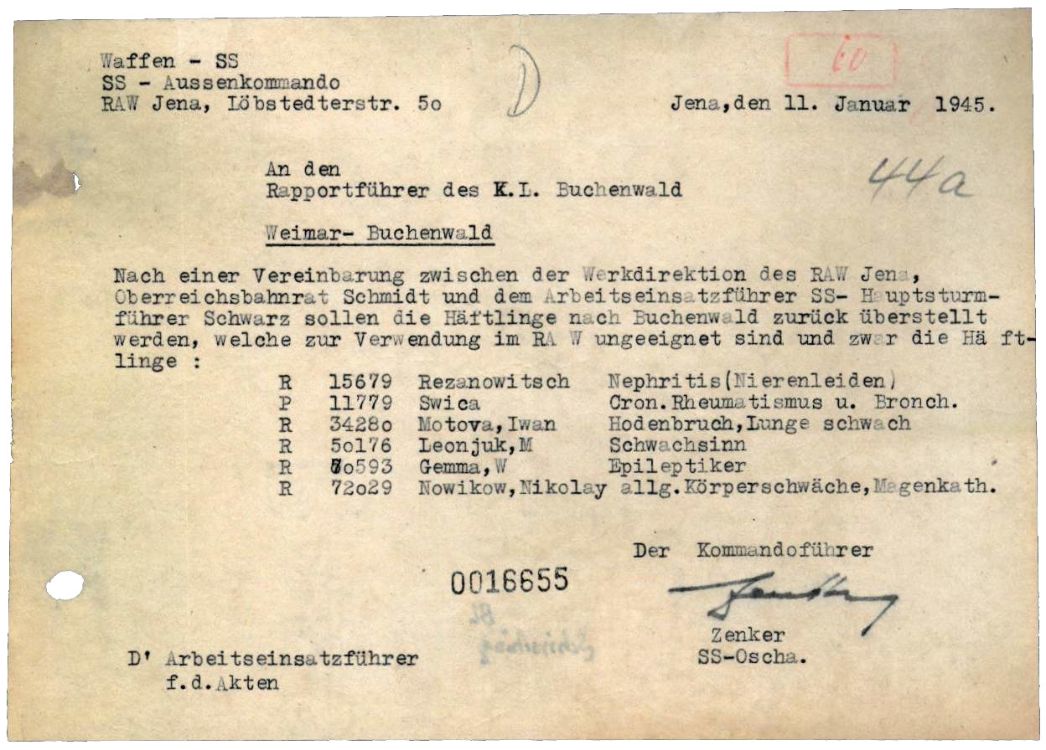 Waffen - SS
SS - Aussenkommando
RAW Jena, Löbstedterstr. 5o
D
60
Jena,den 11. Januar 1945.
44a
An den
Rapportführer des K.L. Buchenwald
Weimar- Buchenwald
Nach einer Vereinbarung zwischen der Werkdirektion des RAW Jena,
Oberreichsbahnrat Schmidt und dem Arbeitseinsatzführer SS- Hauptsturm-
führer Schwarz sollen die Häftlinge nach Buchenwald zurück überstellt
werden, welche zur Verwendung im RA W ungeeignet sind und zwar die Hä ft-
linge :
R 15679 Rezanowitsch Nephritis(Nierenleiden)
P 11779 Swica Cron.Rheumatismus u. Bronch.
R 3428o Motova,Iwan Hodenbruch,Lunge schwach
R 5o176 Leonjuk,M Schwachsinn
R o593 Gemma,W Epileptiker
R 72o29 Nowikow,Nikolay allg.Körperschwäche,Magenkath.
Der Kommandoführer
0016655
Zenker
SS-Oscha.
D' Arbeitseinsatzführer
f.d.Akten